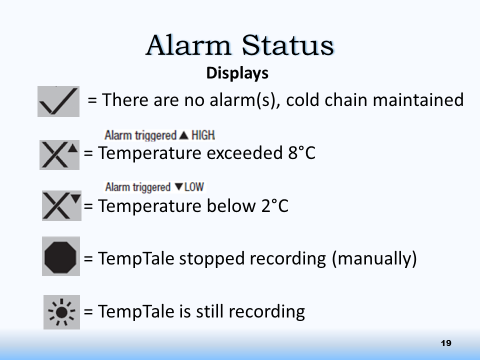 Alarm Status
Displays
= There are no alarm(s), cold chain maintained
Alarm triggered ▲ HIGH
= Temperature exceeded 8°C
Alarm triggered ▼LOW
= Temperature below 2°C
= TempTale stopped recording (manually)
= TempTale is still recording
19